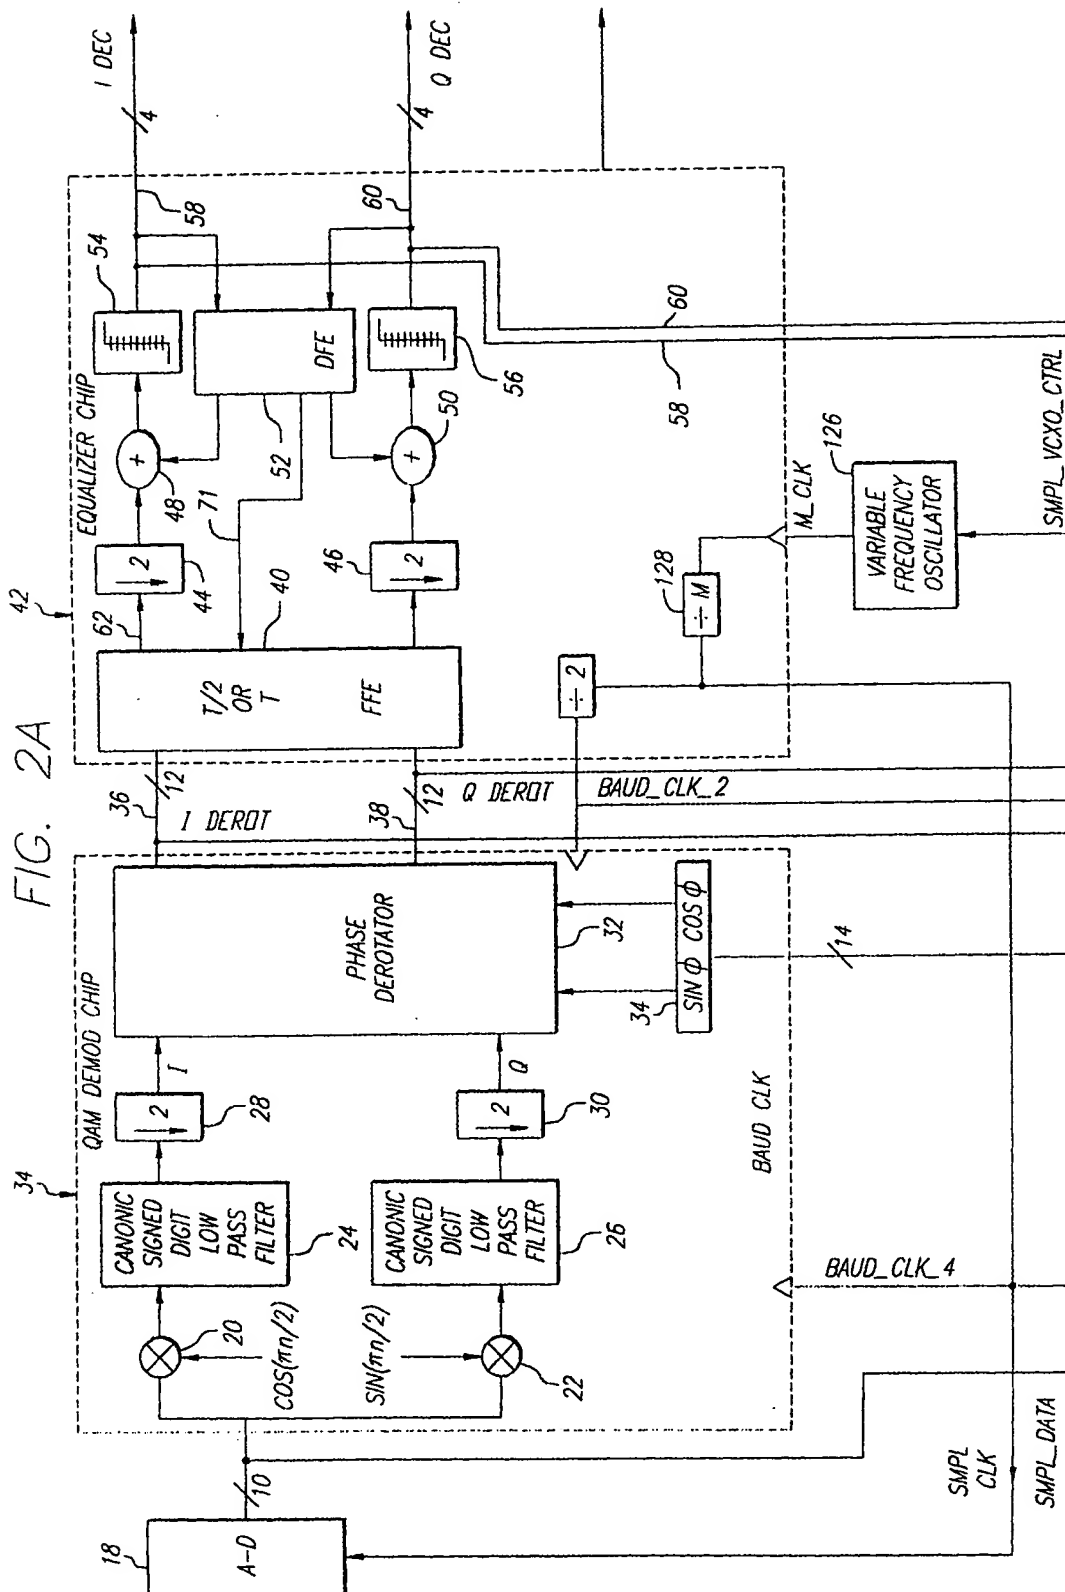 FIG. 2A
34
QAM DEMOD CHIP
42
EQUALIZER CHIP
18
A-D
10
20
COS(πn/2)
SIN(πn/2)
22
CANONIC
SIGNED
DIGIT
LOW
PASS
FILTER
24
CANONIC
SIGNED
DIGIT
LOW
PASS
FILTER
26
2
28
I
2
30
Q
PHASE
DEROTATOR
32
34
SIN ϕ COS ϕ
14
BAUD CLK
36
12
I DEROT
38
12
Q DEROT
BAUD_CLK_2
T/2
OR
T
FFE
40
62
2
44
2
46
71
+
48
+
50
DFE
52
54
56
58
60
4
I DEC
4
Q DEC
58
60
÷ 2
÷ M
128
M_CLK
VARIABLE
FREQUENCY
OSCILLATOR
126
SMPL_VCXO_CTRL
BAUD_CLK_4
SMPL
CLK
SMPL_DATA